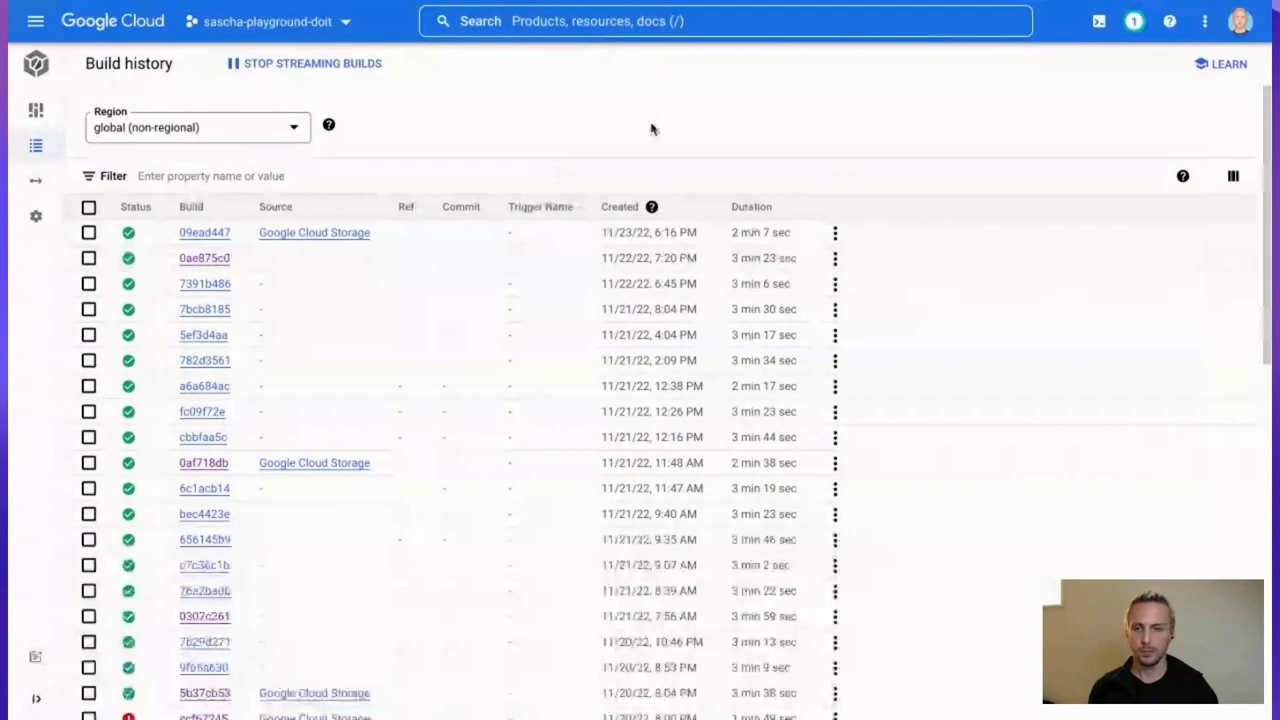 Google Cloud sascha-playground-doit Search Products, resources, docs (/) 1
Build history STOP STREAMING BUILDS LEARN
Region
global (non-regional)
Filter Enter property name or value
Status Build Source Ref Commit Trigger Name Created Duration
09ead447 Google Cloud Storage - 11/23/22, 6:16 PM 2 min 7 sec
0ae875c0 - 11/22/22, 7:20 PM 3 min 23 sec
7391b486 - - 11/22/22, 6:45 PM 3 min 6 sec
7bcb8185 - - 11/21/22, 8:04 PM 3 min 30 sec
5ef3d4aa - - 11/21/22, 4:04 PM 3 min 17 sec
782d3561 - - 11/21/22, 2:09 PM 3 min 34 sec
a6a684ac - - - - 11/21/22, 12:38 PM 2 min 17 sec
fc09f72e - - - - 11/21/22, 12:26 PM 3 min 23 sec
cbbfaa5c - - - - 11/21/22, 12:16 PM 3 min 44 sec
0af718db Google Cloud Storage - 11/21/22, 11:48 AM 2 min 38 sec
6c1acb14 - - - 11/21/22, 11:47 AM 3 min 19 sec
bec4423e - - - 11/21/22, 9:40 AM 3 min 23 sec
656145b9 - - - 11/21/22, 9:35 AM 3 min 46 sec
11/21/22, 9:07 AM 3 min 2 sec
11/21/22, 8:39 AM 3 min 22 sec
0307c261 - - 11/21/22, 7:56 AM 3 min 59 sec
7b29d271 - - 11/20/22, 10:46 PM 3 min 13 sec
11/20/22, 8:53 PM 3 min 9 sec
5b37cb53 Google Cloud Storage - 11/20/22, 8:04 PM 3 min 38 sec
Google Cloud Storage